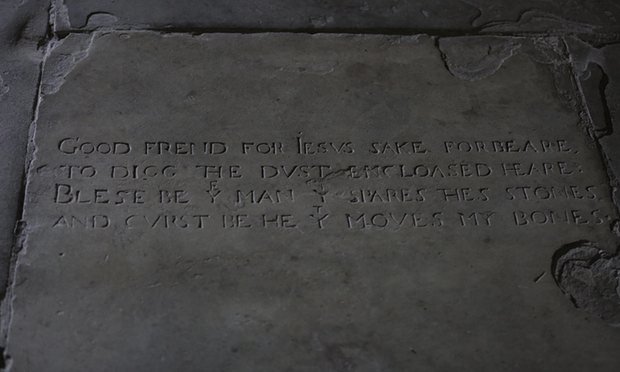 GOOD FREND FOR IESVS SAKE FORBEARE,
TO DIGG THE DVST ENCLOASED HEARE:
BLESE BE Yᴱ MAN Yᵀ SPARES THES STONES
AND CVRST BE HE Yᵀ MOVES MY BONES.